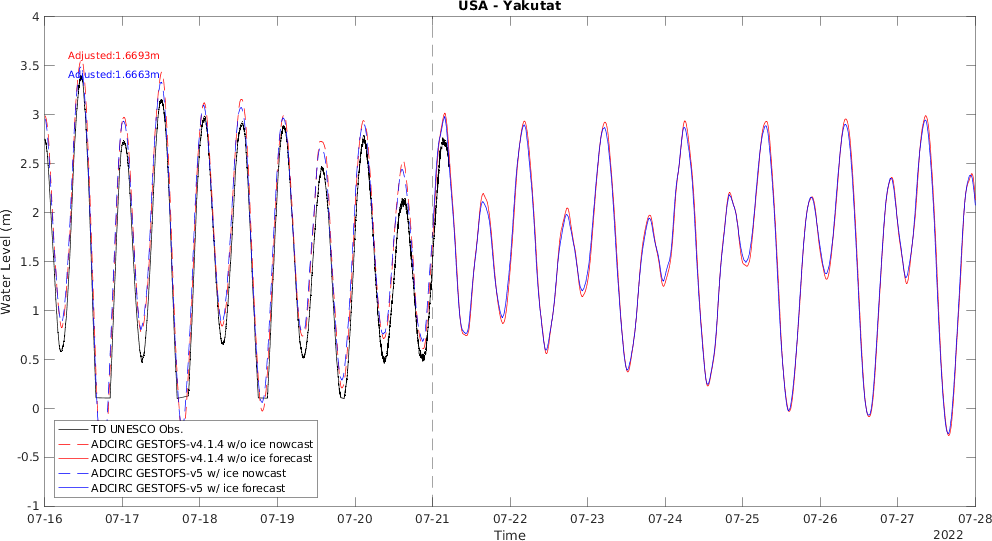 USA - Yakutat
4
3.5
3
2.5
2
1.5
1
0.5
0
-0.5
-1
Water Level (m)
Adjusted:1.6693m
Adjusted:1.6663m
TD UNESCO Obs.
ADCIRC GESTOFS-v4.1.4 w/o ice nowcast
ADCIRC GESTOFS-v4.1.4 w/o ice forecast
ADCIRC GESTOFS-v5 w/ ice nowcast
ADCIRC GESTOFS-v5 w/ ice forecast
07-16 07-17 07-18 07-19 07-20 07-21 07-22 07-23 07-24 07-25 07-26 07-27 07-28
Time
2022